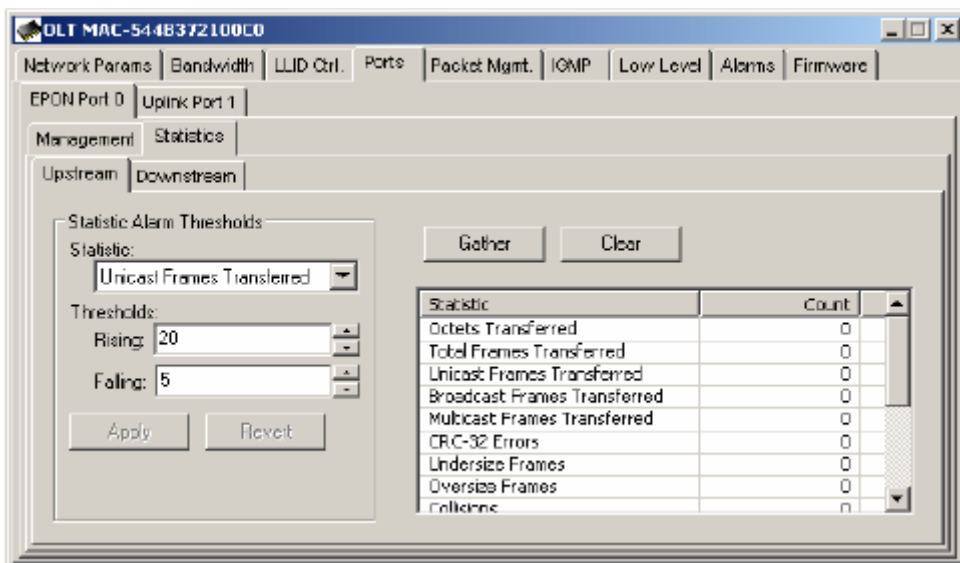 OLT MAC-5448372100C0
Network Params Bandwidth LLID Ctrl. Ports Packet Mgmt. IGMP Low Level Alarms Firmware
EPON Port 0 Uplink Port 1
Management Statistics
Upstream Downstream
Statistic Alarm Thresholds
Statistic:
Unicast Frames Transferred
Thresholds:
Rising: 20
Falling: 5
Apply Revert
Gather Clear
Statistic Count
Octets Transferred 0
Total Frames Transferred 0
Unicast Frames Transferred 0
Broadcast Frames Transferred 0
Multicast Frames Transferred 0
CRC-32 Errors 0
Undersize Frames 0
Oversize Frames 0
Collisions 0